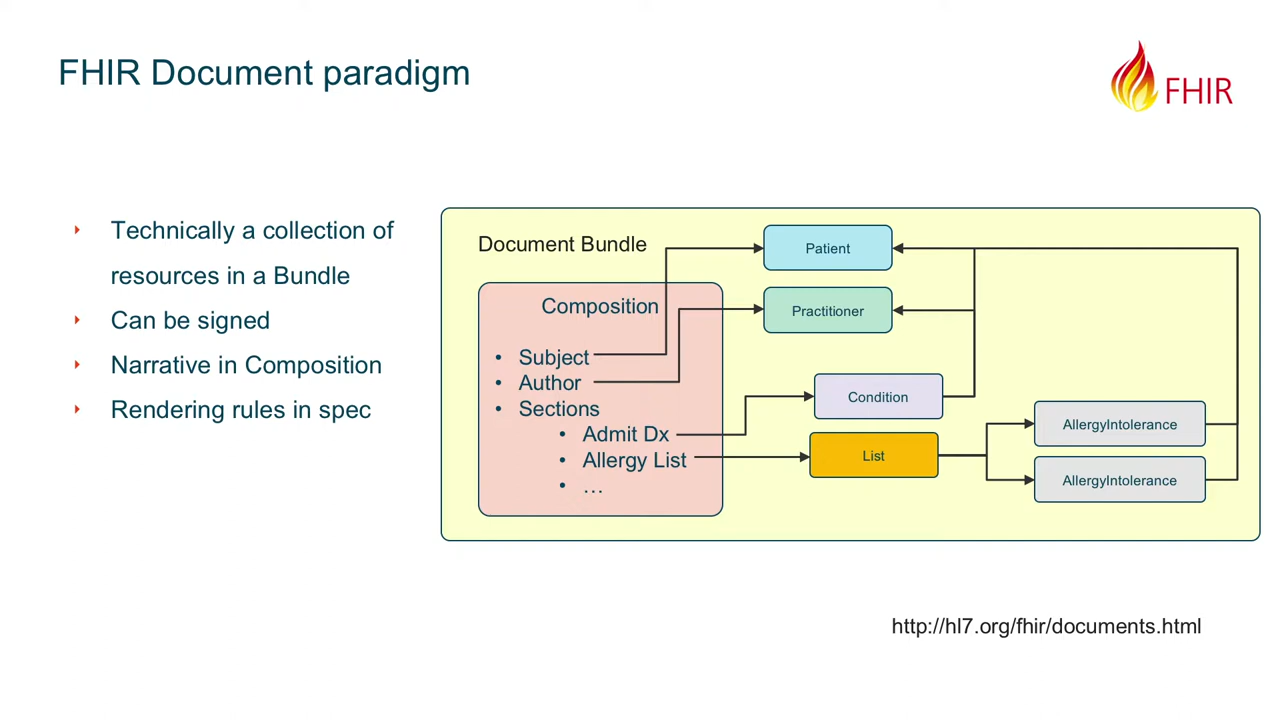 FHIR Document paradigm
FHIR
Technically a collection of
resources in a Bundle
Can be signed
Narrative in Composition
Rendering rules in spec
Document Bundle
Composition
• Subject
• Author
• Sections
• Admit Dx
• Allergy List
• …
Patient
Practitioner
Condition
List
AllergyIntolerance
AllergyIntolerance
http://hl7.org/fhir/documents.html